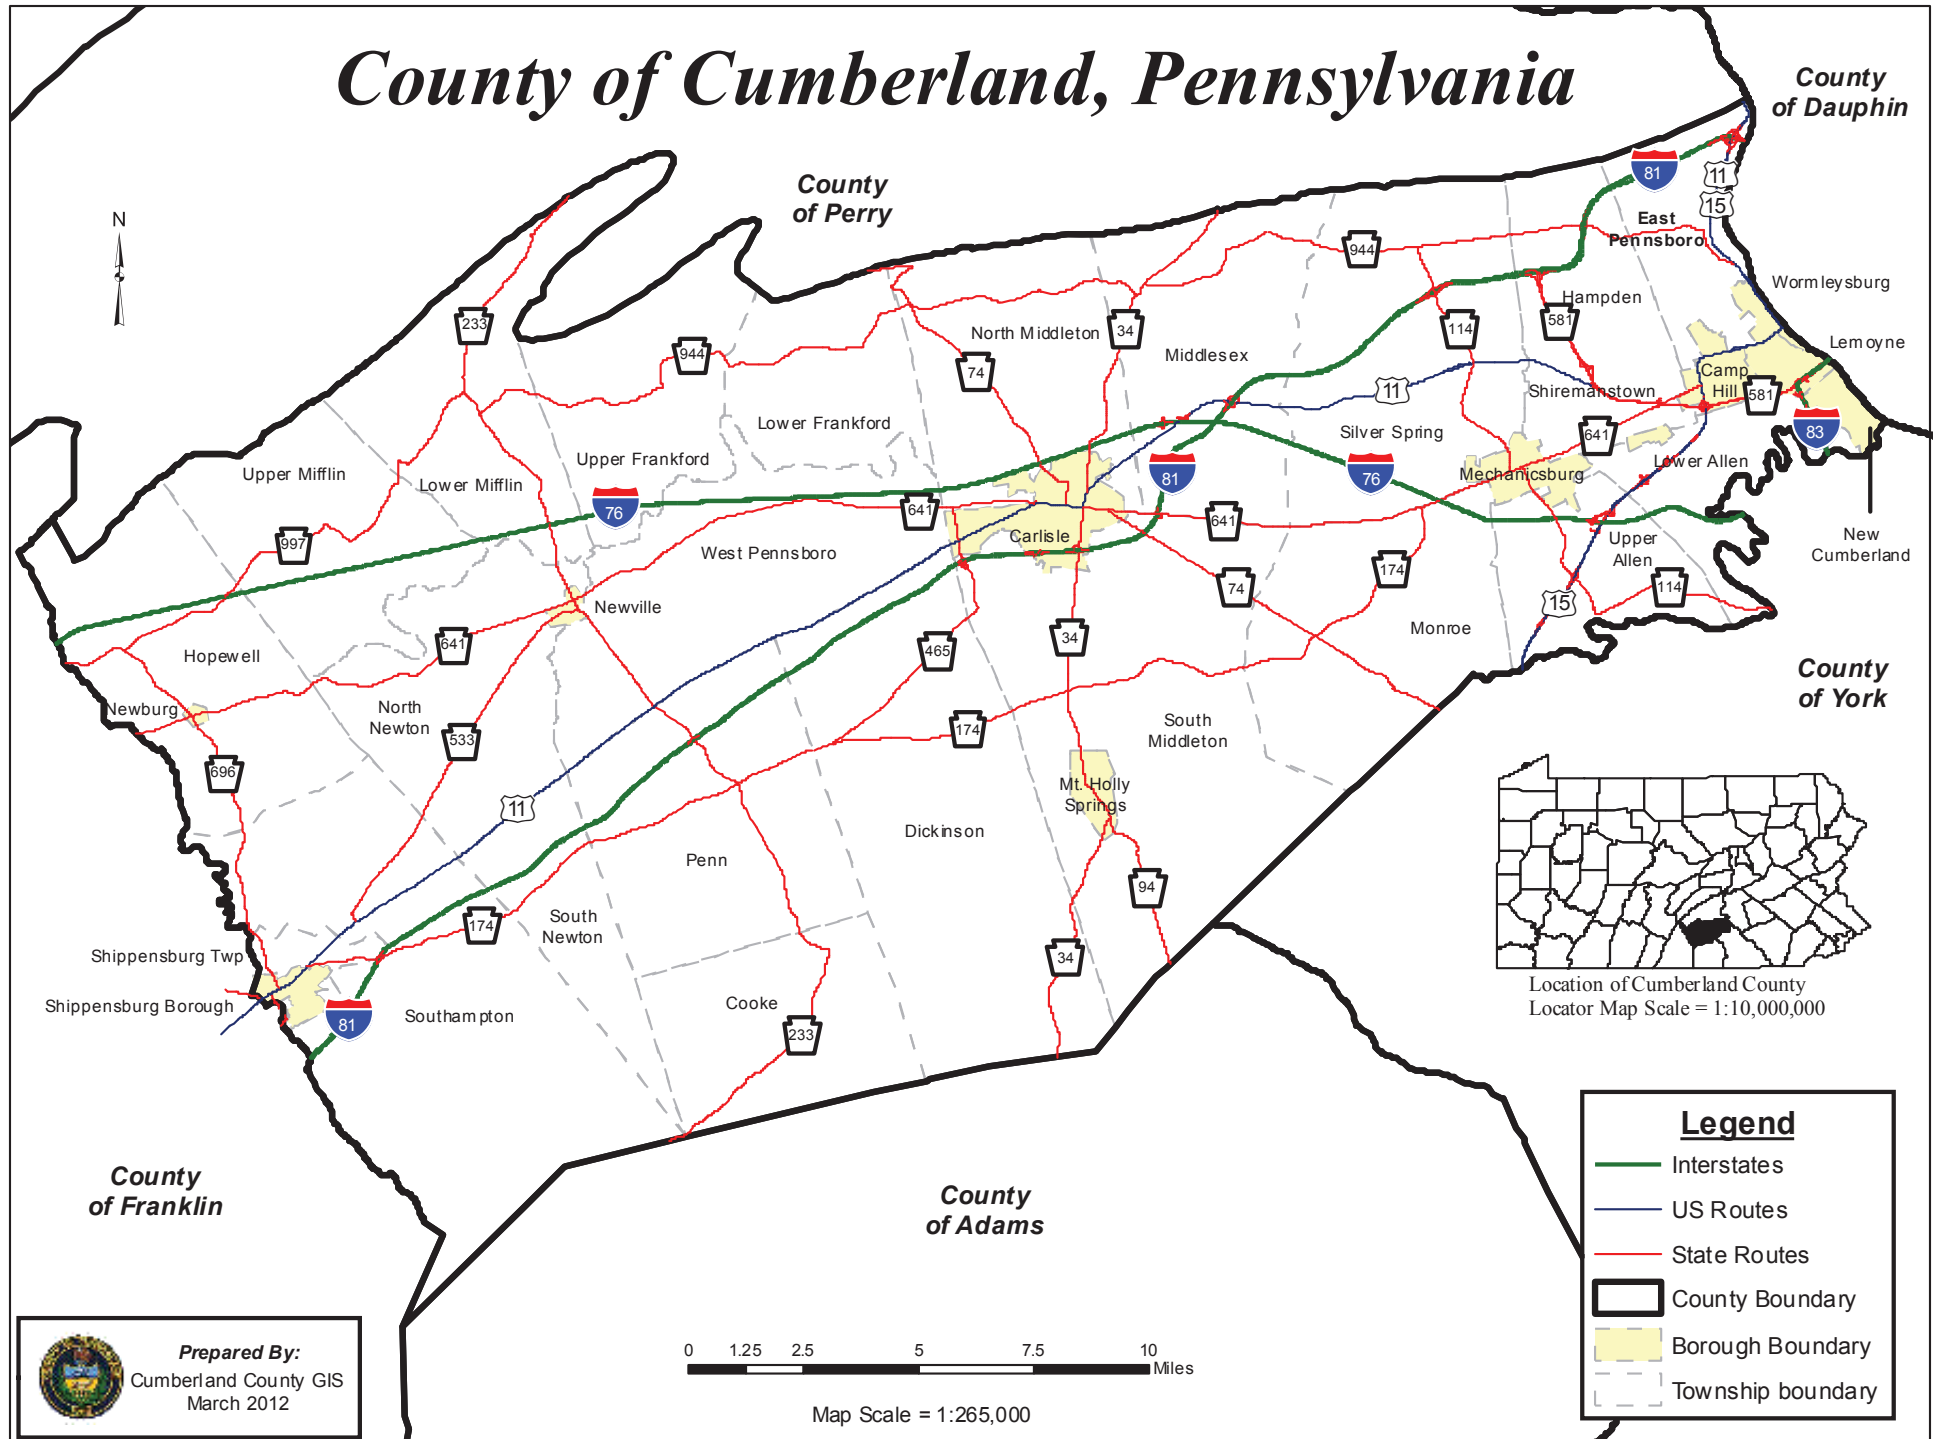 County of Cumberland, Pennsylvania
County
of Dauphin
County
of Perry
N
81
11
15
East
Pennsboro
944
Wormleysburg
Hampden
233
34
114
581
North Middleton
944
Middlesex
Lemoyne
74
Camp
Hill
11
Shiremanstown
581
Lower Frankford
83
Silver Spring
641
Upper Frankford
Lower Allen
Upper Mifflin
Lower Mifflin
81
76
Mechanicsburg
76
641
641
Carlisle
997
West Pennsboro
Upper
Allen
New
Cumberland
174
74
114
Newville
15
Monroe
34
641
465
Hopewell
County
of York
Newburg
North
Newton
174
South
Middleton
533
696
Mt. Holly
Springs
11
Dickinson
Penn
94
174
South
Newton
Shippensburg Twp
34
Cooke
Shippensburg Borough
81
Southampton
233
Location of Cumberland County
Locator Map Scale = 1:10,000,000
County
of Franklin
County
of Adams
Legend
Interstates
US Routes
State Routes
County Boundary
Borough Boundary
Township boundary
Prepared By:
Cumberland County GIS
March 2012
0 1.25 2.5 5 7.5 10
Miles
Map Scale = 1:265,000